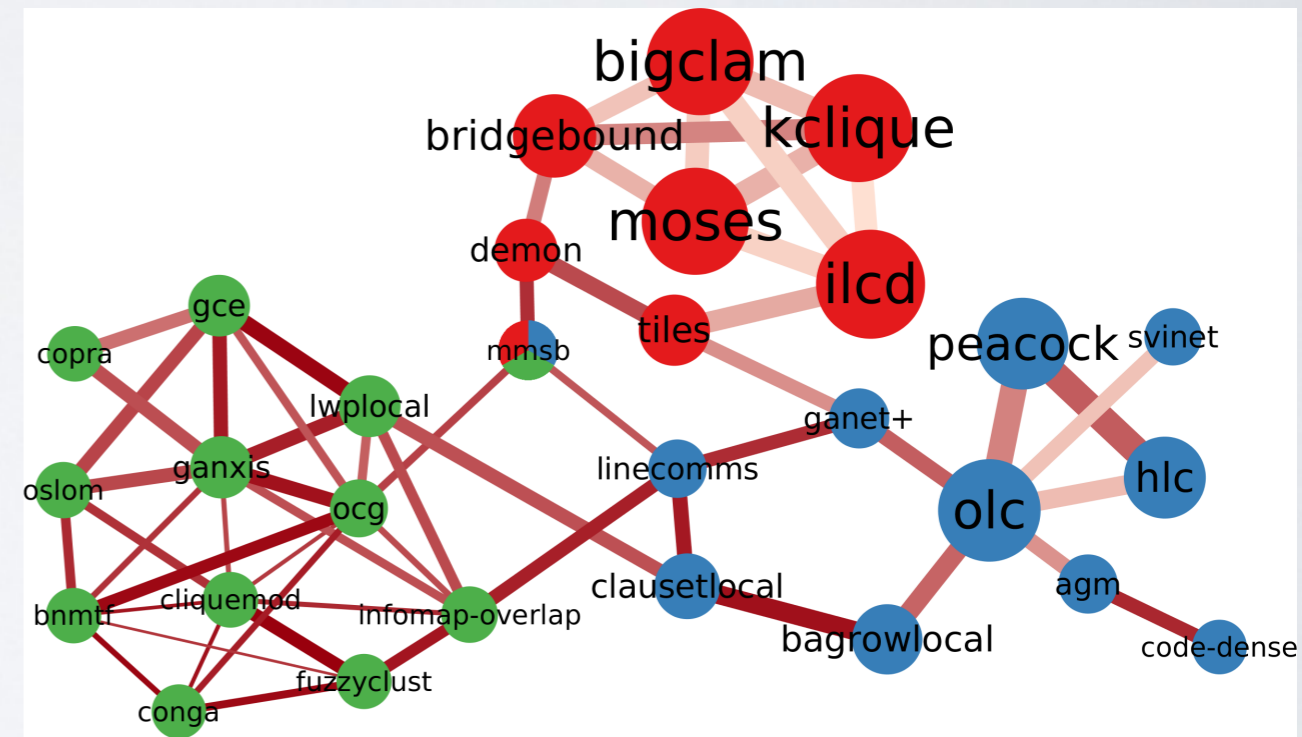 bigclam
bridgebound
kclique
moses
demon
ilcd
gce
tiles
copra
mmsb
peacock
svinet
lwplocal
ganet+
ganxis
linecomms
oslom
hlc
ocg
olc
clausetlocal
agm
cliquemod
bnmtf
infomap-overlap
bagrowlocal
code-dense
fuzzyclust
conga